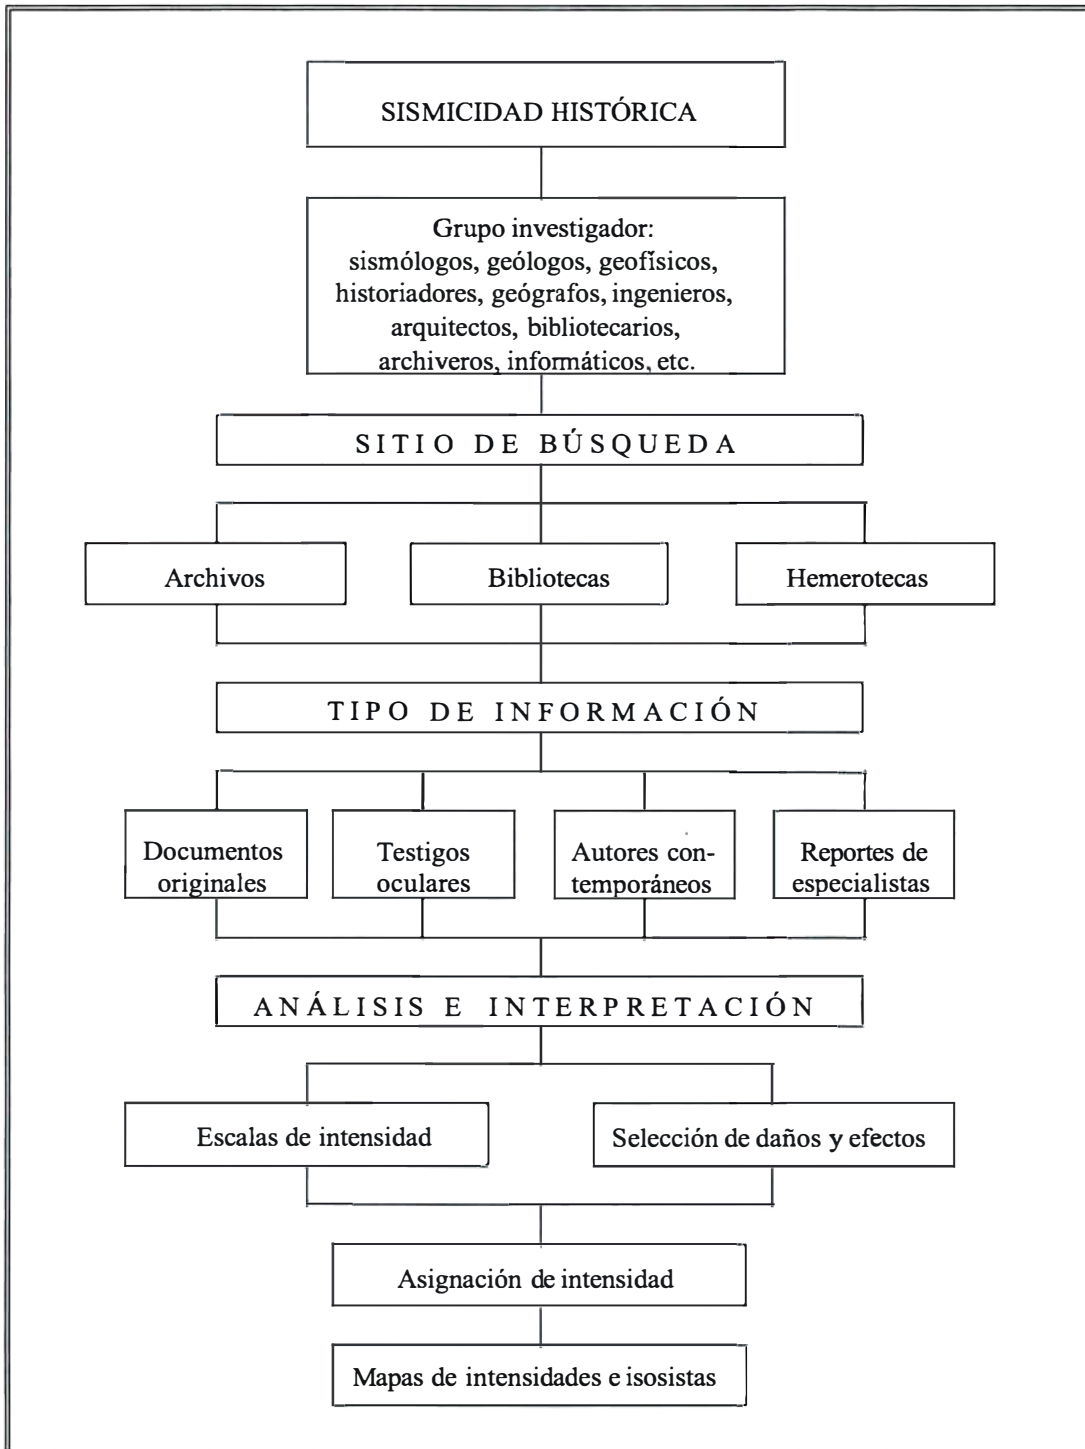 SISMICIDAD HISTÓRICA
Grupo investigador:
sismólogos, geólogos, geofísicos,
historiadores, geógrafos, ingenieros,
arquitectos, bibliotecarios,
archiveros, informáticos, etc.
SITIO DE BÚSQUEDA
Archivos
Bibliotecas
Hemerotecas
TIPO DE INFORMACIÓN
Documentos
originales
Testigos
oculares
Autores con-
temporáneos
Reportes de
especialistas
ANÁLISIS E INTERPRETACIÓN
Escalas de intensidad
Selección de daños y efectos
Asignación de intensidad
Mapas de intensidades e isosistas